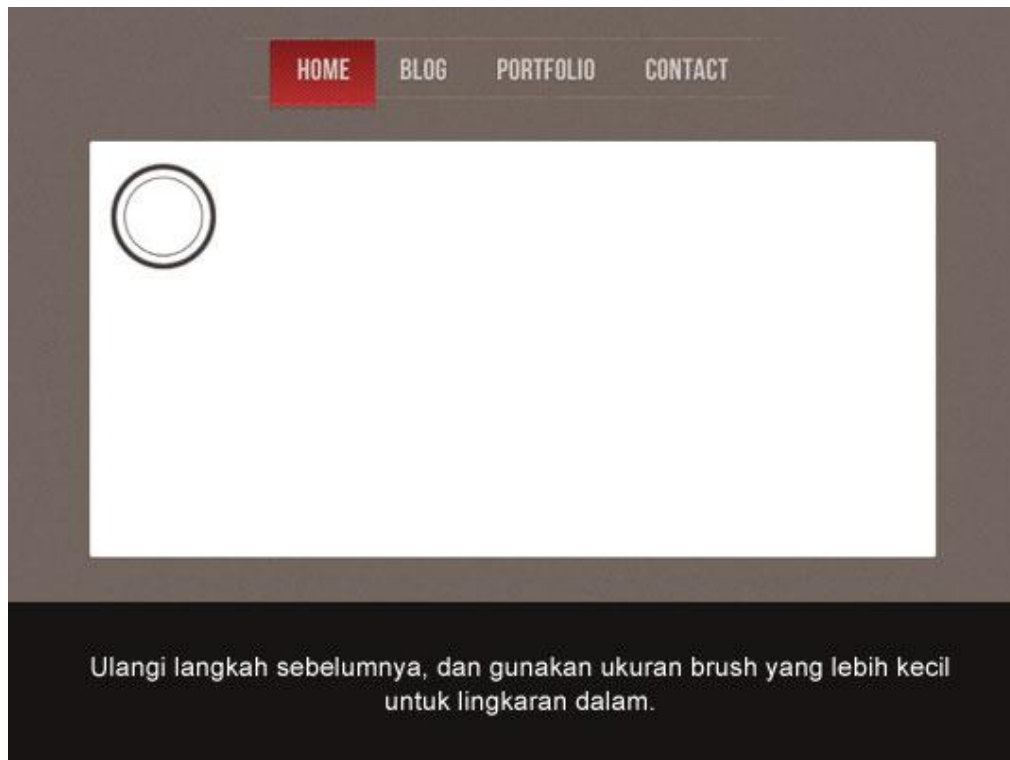 HOME BLOG PORTFOLIO CONTACT
Ulangi langkah sebelumnya, dan gunakan ukuran brush yang lebih kecil
untuk lingkaran dalam.